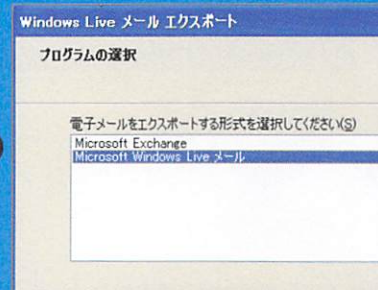 Windows Live メール エクスポート
プログラムの選択
電子メールをエクスポートする形式を選択してください(S)
Microsoft Exchange
Microsoft Windows Live メール